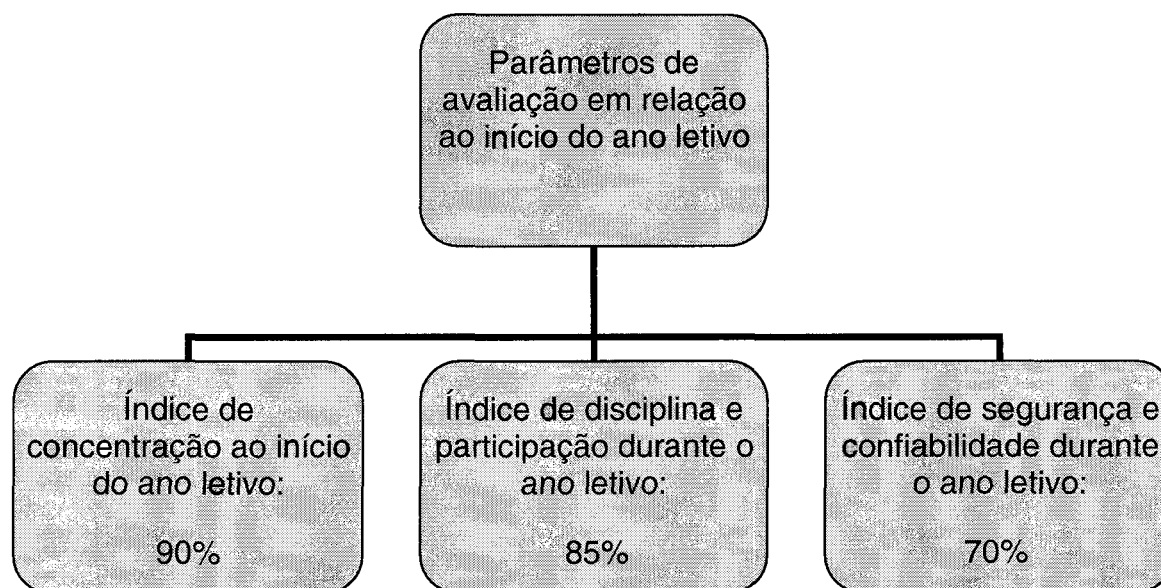 Parâmetros de
avaliação em relação
ao início do ano letivo
Índice de
concentração ao início
do ano letivo:
90%
Índice de disciplina e
participação durante o
ano letivo:
85%
Índice de segurança e
confiabilidade durante
o ano letivo:
70%